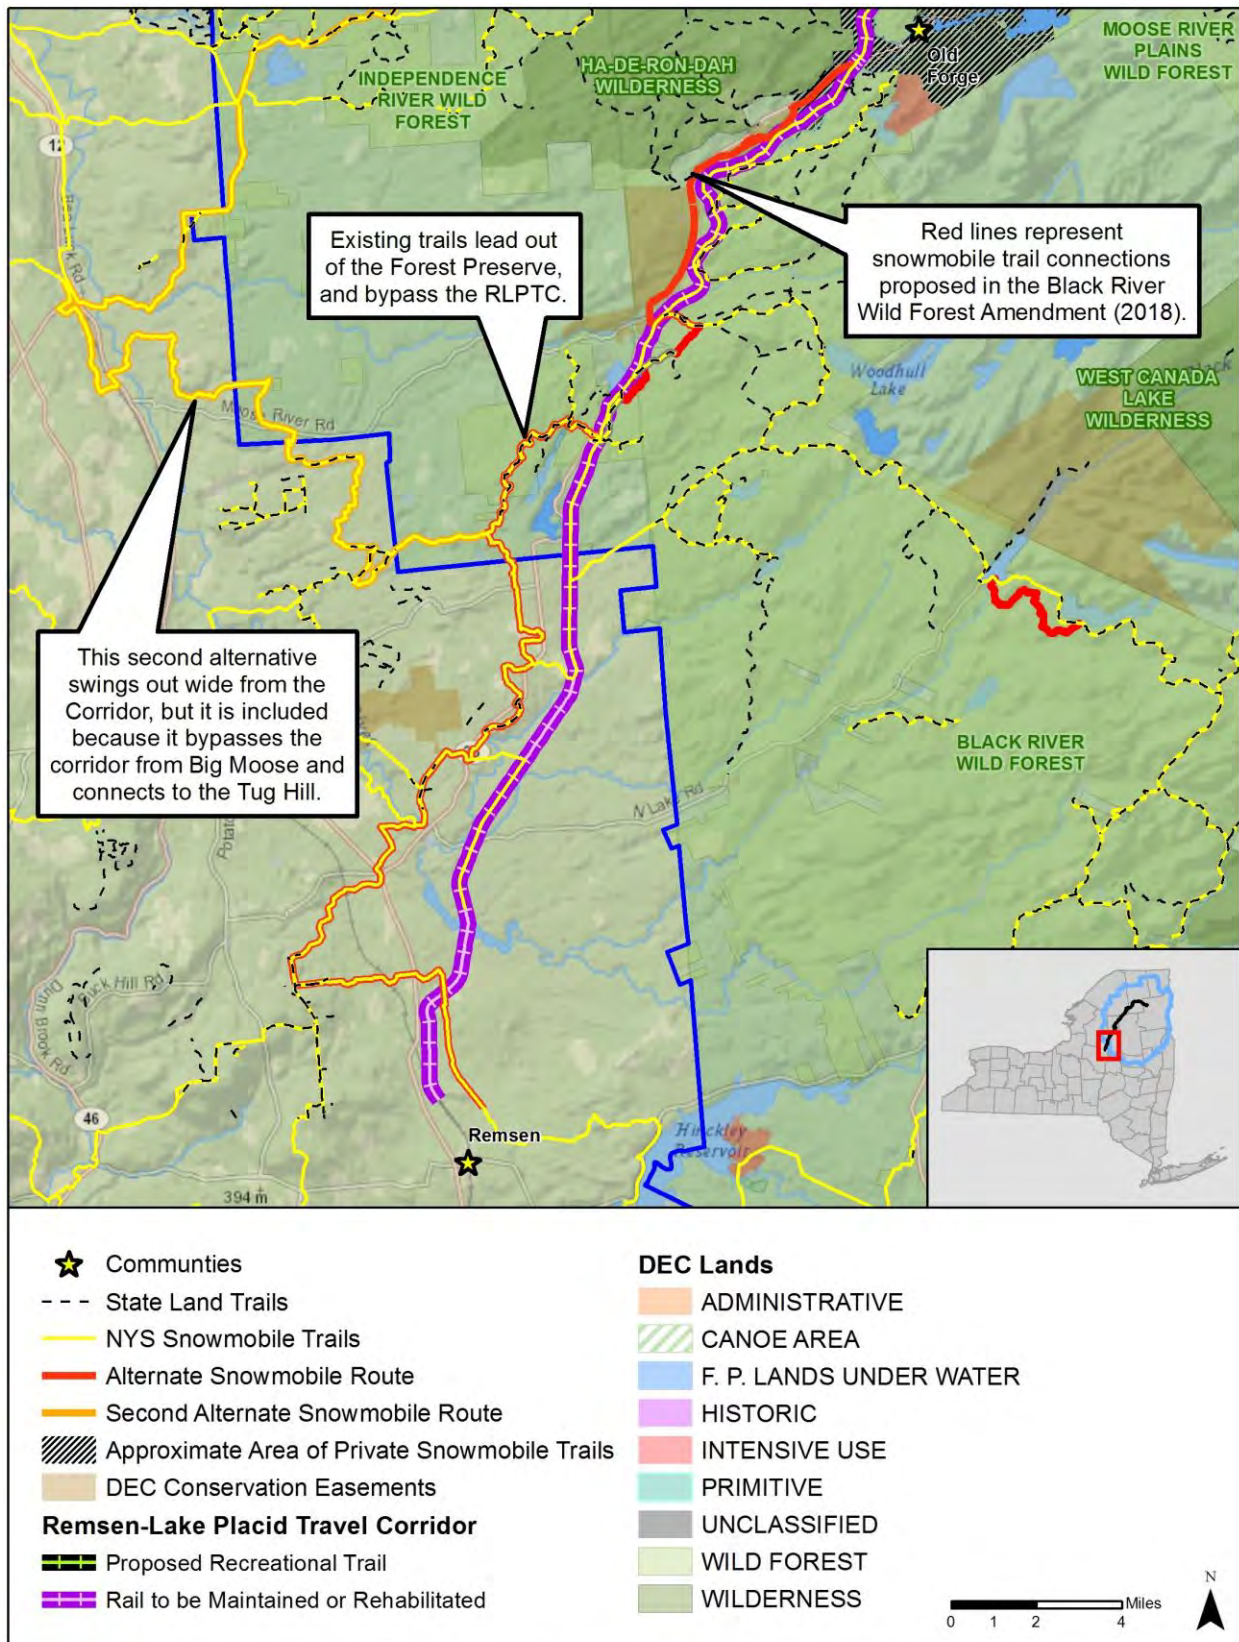 MOOSE RIVER
PLAINS
WILD FOREST
Old
Forge
HA-DE-RON-DAH
WILDERNESS
INDEPENDENCE
RIVER WILD
FOREST
12
Existing trails lead out
of the Forest Preserve,
and bypass the RLPTC.
Red lines represent
snowmobile trail connections
proposed in the Black River
Wild Forest Amendment (2018).
Woodhull
Lake
WEST CANADA
LAKE
WILDERNESS
Moose River Rd
This second alternative
swings out wide from the
Corridor, but it is included
because it bypasses the
corridor from Big Moose and
connects to the Tug Hill.
BLACK RIVER
WILD FOREST
N Lake Rd
Buck Hill Rd
Brook Rd
46
Remsen
Hinckley
Reservoir
394 m
Communties
State Land Trails
NYS Snowmobile Trails
Alternate Snowmobile Route
Second Alternate Snowmobile Route
Approximate Area of Private Snowmobile Trails
DEC Conservation Easements
Remsen-Lake Placid Travel Corridor
Proposed Recreational Trail
Rail to be Maintained or Rehabilitated
DEC Lands
ADMINISTRATIVE
CANOE AREA
F. P. LANDS UNDER WATER
HISTORIC
INTENSIVE USE
PRIMITIVE
UNCLASSIFIED
WILD FOREST
WILDERNESS
Miles
0 1 2 4
N